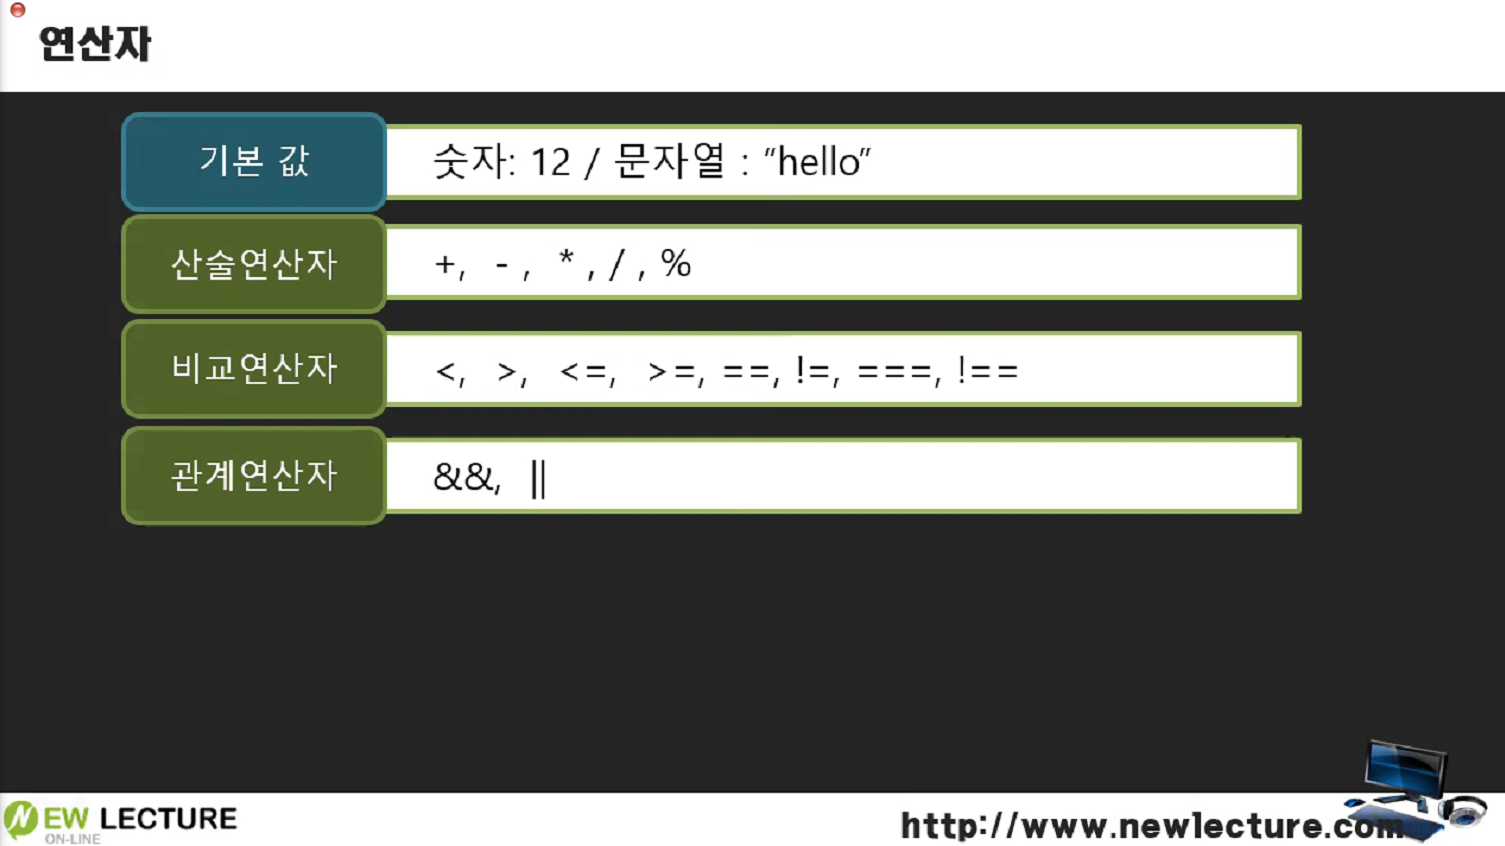 연산자
기본 값
숫자: 12 / 문자열 : "hello"
산술연산자
+, - , * , / , %
비교연산자
<, >, <=, >=, ==, !=, ===, !==
관계연산자
&&, ||
NEW LECTURE
ON-LINE
http://www.newlecture.com